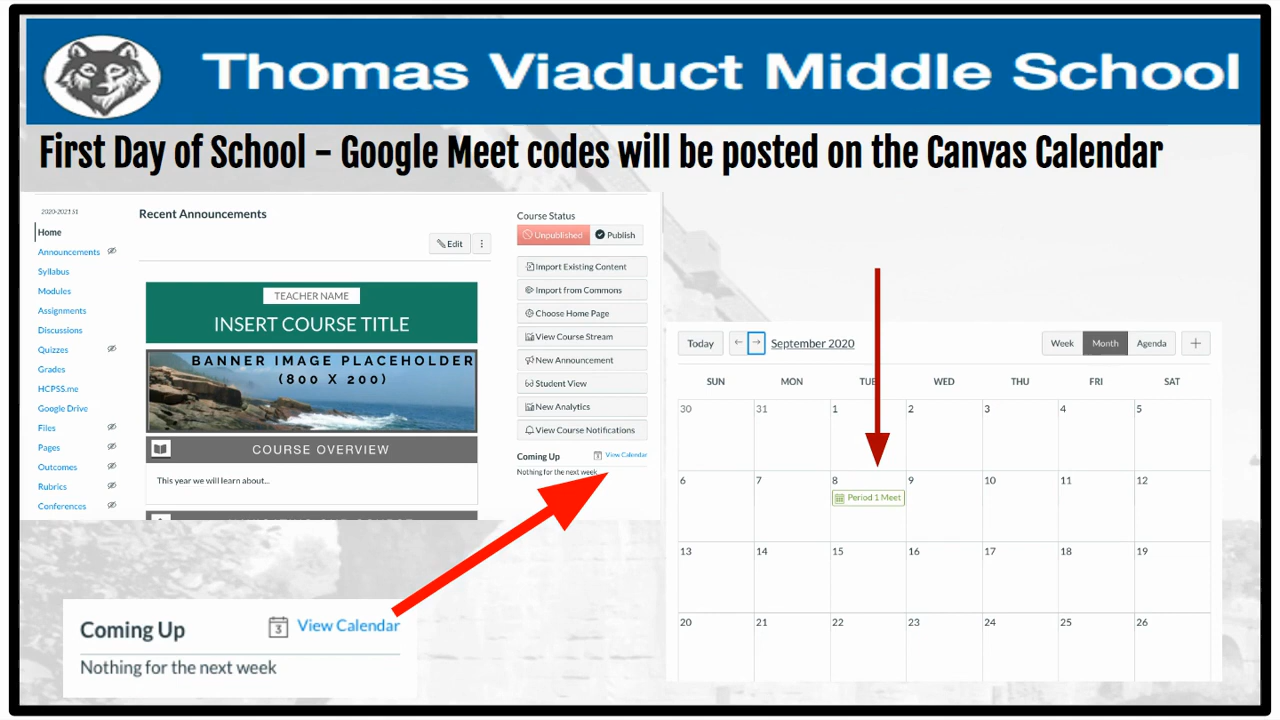 Thomas Viaduct Middle School
First Day of School - Google Meet codes will be posted on the Canvas Calendar
2020-2021 S1
Home
Announcements
Syllabus
Modules
Assignments
Discussions
Quizzes
Grades
HCPSS.me
Google Drive
Files
Pages
Outcomes
Rubrics
Conferences
Recent Announcements
Edit
TEACHER NAME
INSERT COURSE TITLE
BANNER IMAGE PLACEHOLDER
(800 X 200)
COURSE OVERVIEW
This year we will learn about...
Course Status
Unpublished Publish
Import Existing Content
Import from Commons
Choose Home Page
View Course Stream
New Announcement
Student View
New Analytics
View Course Notifications
Coming Up View Calendar
Nothing for the next week
Coming Up 3 View Calendar
Nothing for the next week
Today ← → September 2020 Week Month Agenda +
SUN MON TUE WED THU FRI SAT
30 31 1 2 3 4 5
6 7 8 9 10 11 12
Period 1 Meet
13 14 15 16 17 18 19
20 21 22 23 24 25 26